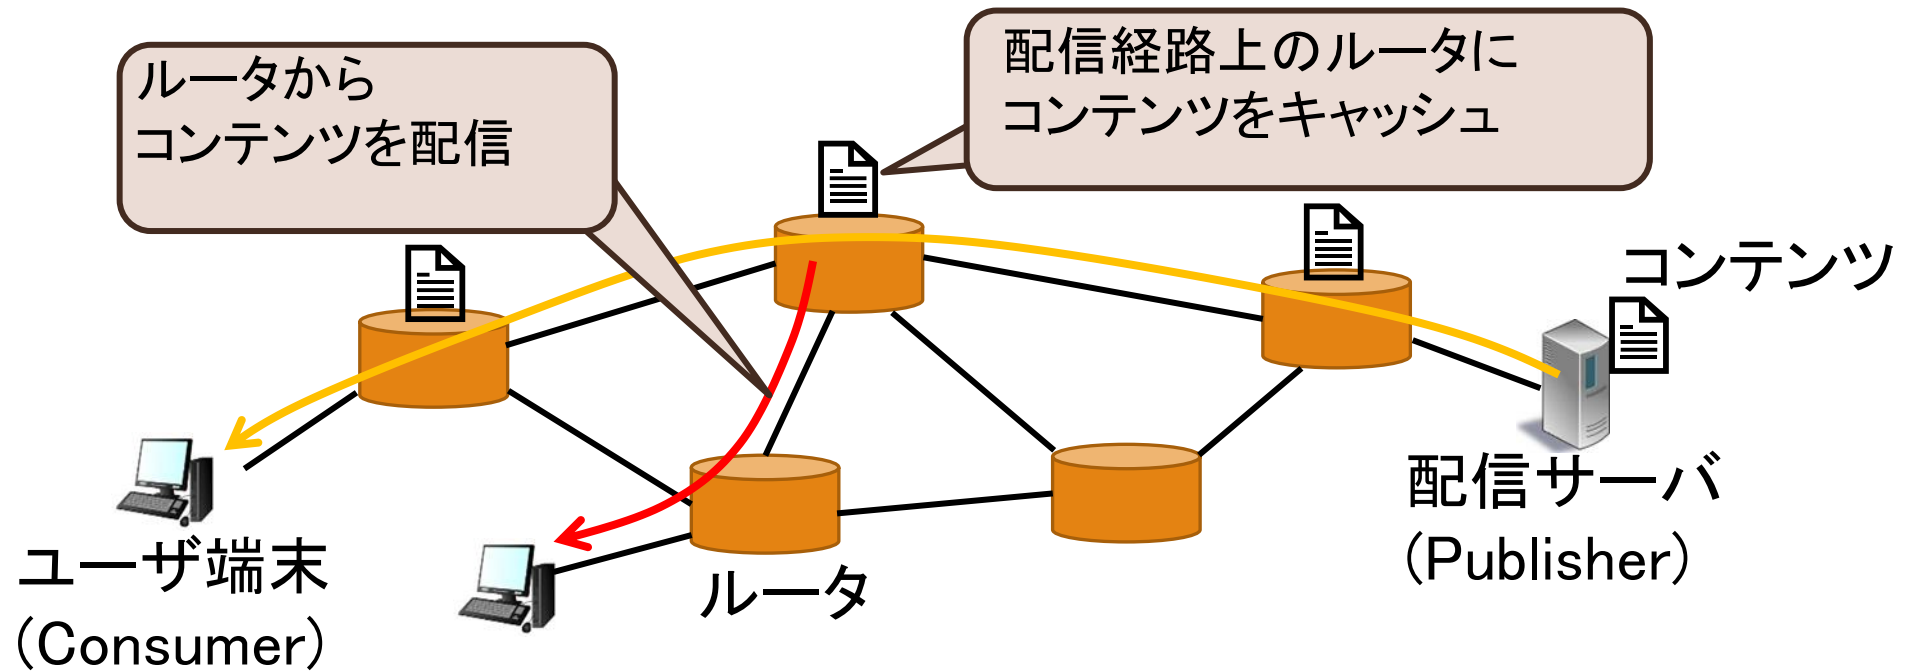 ルータから
コンテンツを配信
配信経路上のルータに
コンテンツをキャッシュ
コンテンツ
配信サーバ
(Publisher)
ユーザ端末
(Consumer)
ルータ